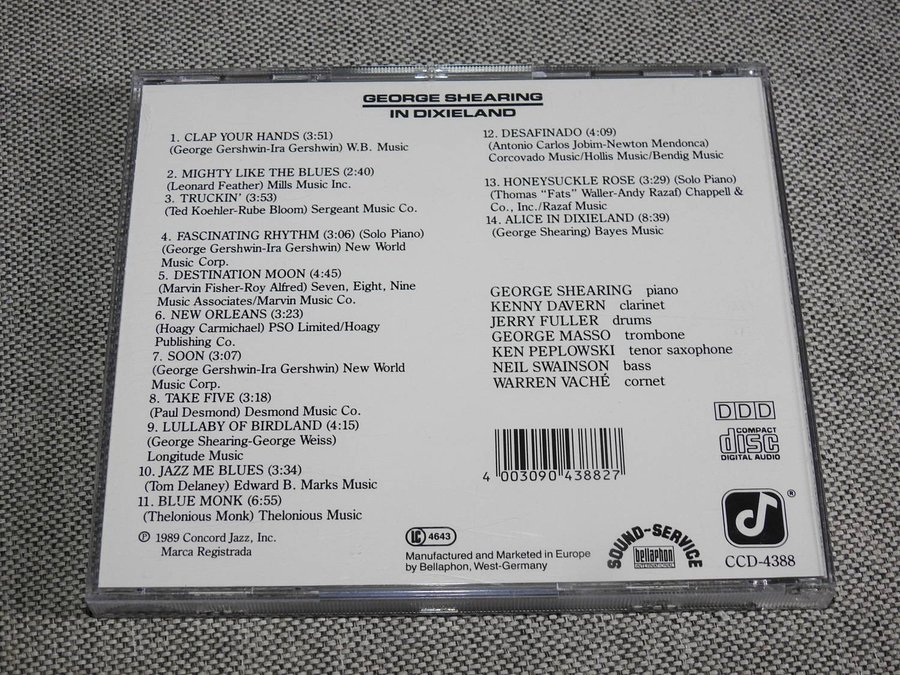 GEORGE SHEARING
IN DIXIELAND
1. CLAP YOUR HANDS (3:51)
(George Gershwin-Ira Gershwin) W.B. Music
2. MIGHTY LIKE THE BLUES (2:40)
(Leonard Feather) Mills Music Inc.
3. TRUCKIN' (3:53)
(Ted Koehler-Rube Bloom) Sergeant Music Co.
4. FASCINATING RHYTHM (3:06) (Solo Piano)
(George Gershwin-Ira Gershwin) New World
Music Corp.
5. DESTINATION MOON (4:45)
(Marvin Fisher-Roy Alfred) Seven, Eight, Nine
Music Associates/Marvin Music Co.
6. NEW ORLEANS (3:23)
(Hoagy Carmichael) PSO Limited/Hoagy
Publishing Co.
7. SOON (3:07)
(George Gershwin-Ira Gershwin) New World
Music Corp.
8. TAKE FIVE (3:18)
(Paul Desmond) Desmond Music Co.
9. LULLABY OF BIRDLAND (4:15)
(George Shearing-George Weiss)
Longitude Music
10. JAZZ ME BLUES (3:34)
(Tom Delaney) Edward B. Marks Music
11. BLUE MONK (6:55)
(Thelonious Monk) Thelonious Music
℗ 1989 Concord Jazz, Inc.
Marca Registrada
12. DESAFINADO (4:09)
(Antonio Carlos Jobim-Newton Mendonca)
Corcovado Music/Hollis Music/Bendig Music
13. HONEYSUCKLE ROSE (3:29) (Solo Piano)
(Thomas "Fats" Waller-Andy Razaf) Chappell &
Co., Inc./Razaf Music
14. ALICE IN DIXIELAND (8:39)
(George Shearing) Bayes Music
GEORGE SHEARING piano
KENNY DAVERN clarinet
JERRY FULLER drums
GEORGE MASSO trombone
KEN PEPLOWSKI tenor saxophone
NEIL SWAINSON bass
WARREN VACHÉ cornet
DDD
COMPACT
disc
DIGITAL AUDIO
4 003090 438827
LC 4643
Manufactured and Marketed in Europe
by Bellaphon, West-Germany
SOUND-SERVICE
bellaphon
®
CCD-4388